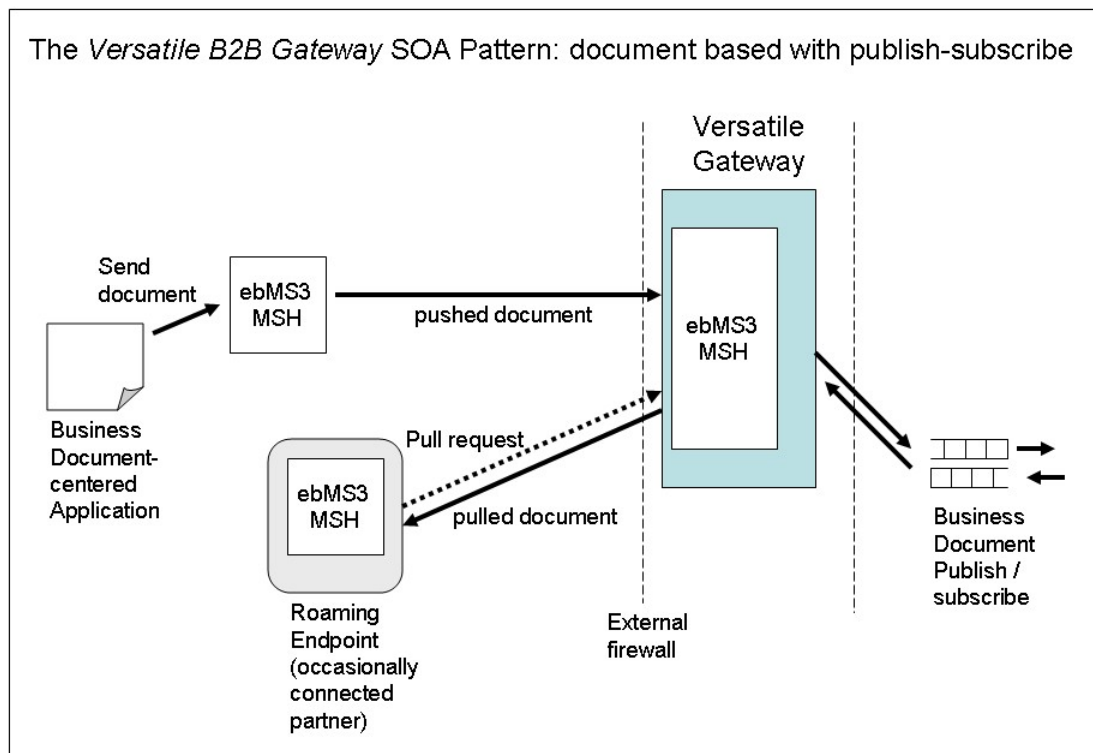 The Versatile B2B Gateway SOA Pattern: document based with publish-subscribe
Versatile
Gateway
Send
document
ebMS3
MSH
pushed document
ebMS3
MSH
Business
Document-
centered
Application
Pull request
ebMS3
MSH
pulled document
Business
Document
Publish /
subscribe
Roaming
Endpoint
(occasionally
connected
partner)
External
firewall